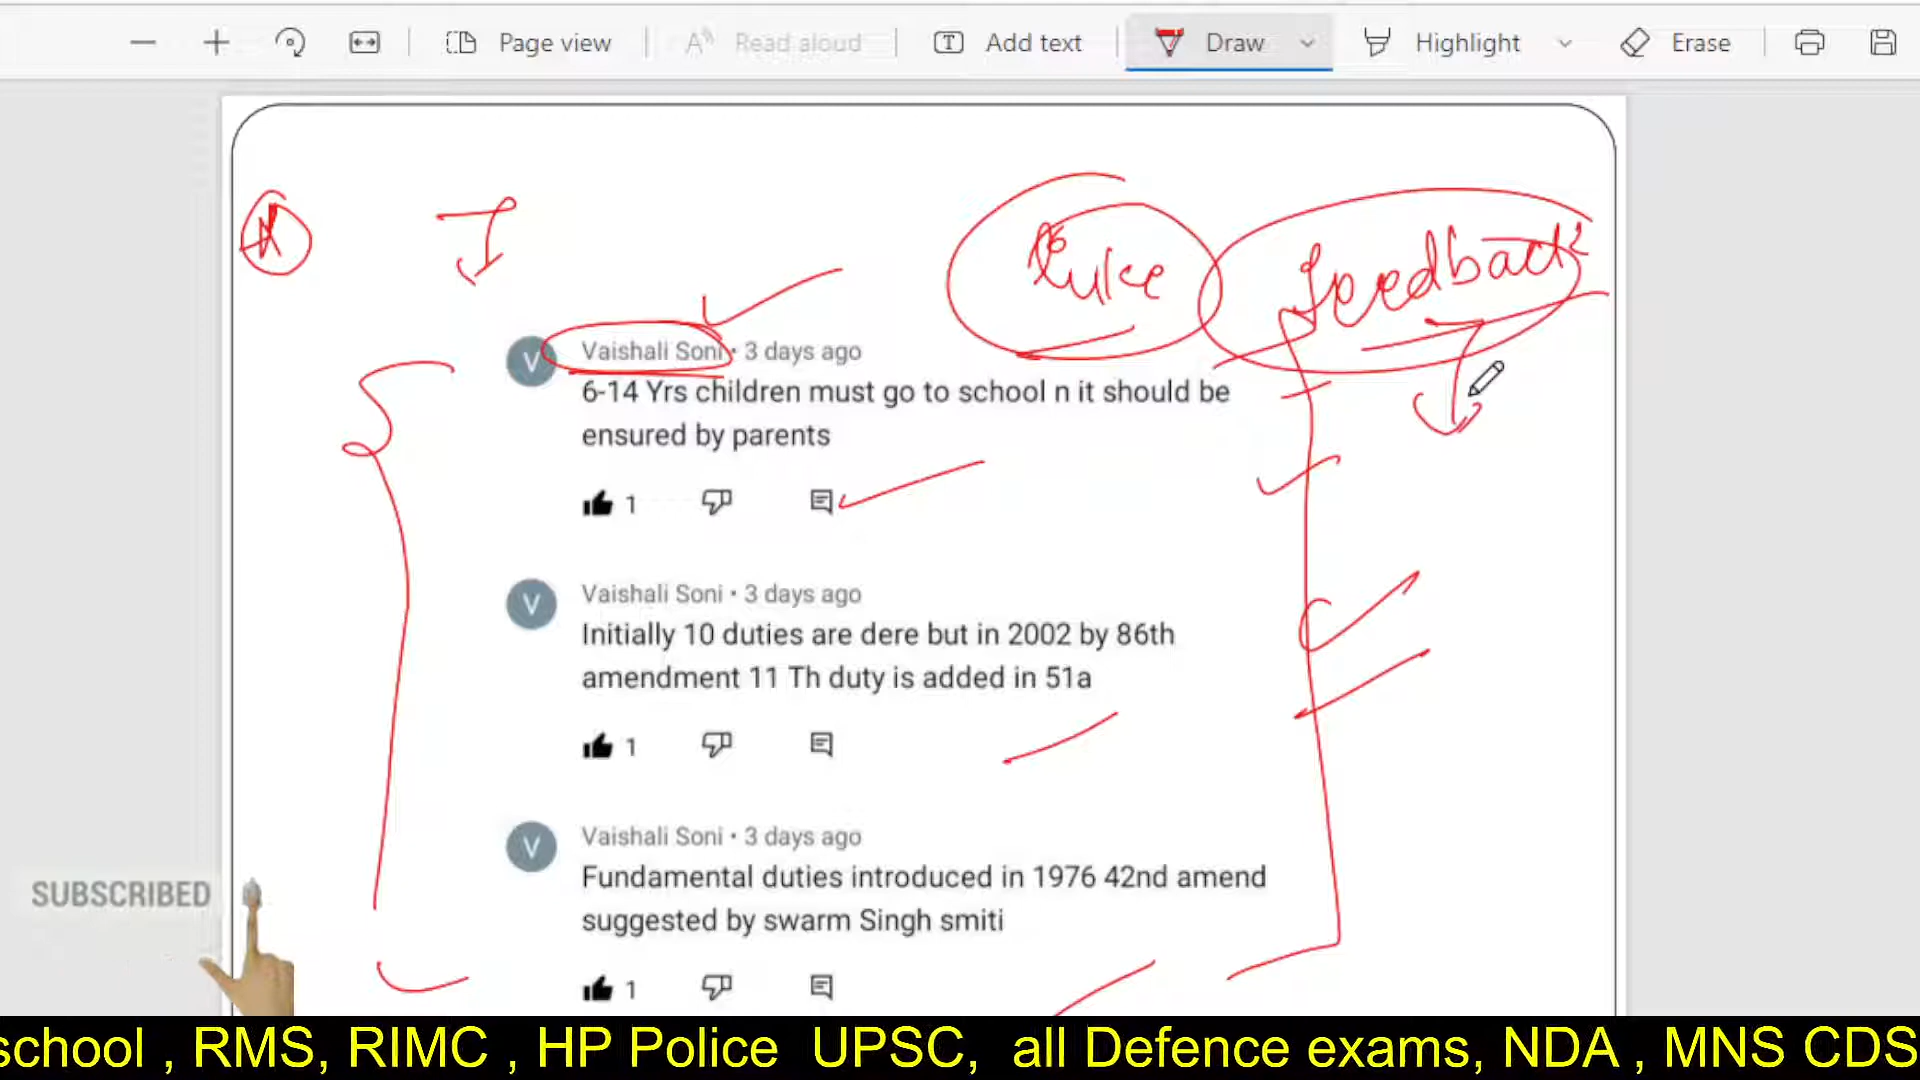 Page view Read aloud Add text Draw Highlight Erase
like feedback
V Vaishali Soni • 3 days ago
6-14 Yrs children must go to school n it should be
ensured by parents
1
V Vaishali Soni • 3 days ago
Initially 10 duties are dere but in 2002 by 86th
amendment 11 Th duty is added in 51a
1
V Vaishali Soni • 3 days ago
Fundamental duties introduced in 1976 42nd amend
suggested by swarm Singh smiti
1
SUBSCRIBED
school , RMS, RIMC , HP Police UPSC, all Defence exams, NDA , MNS CDS